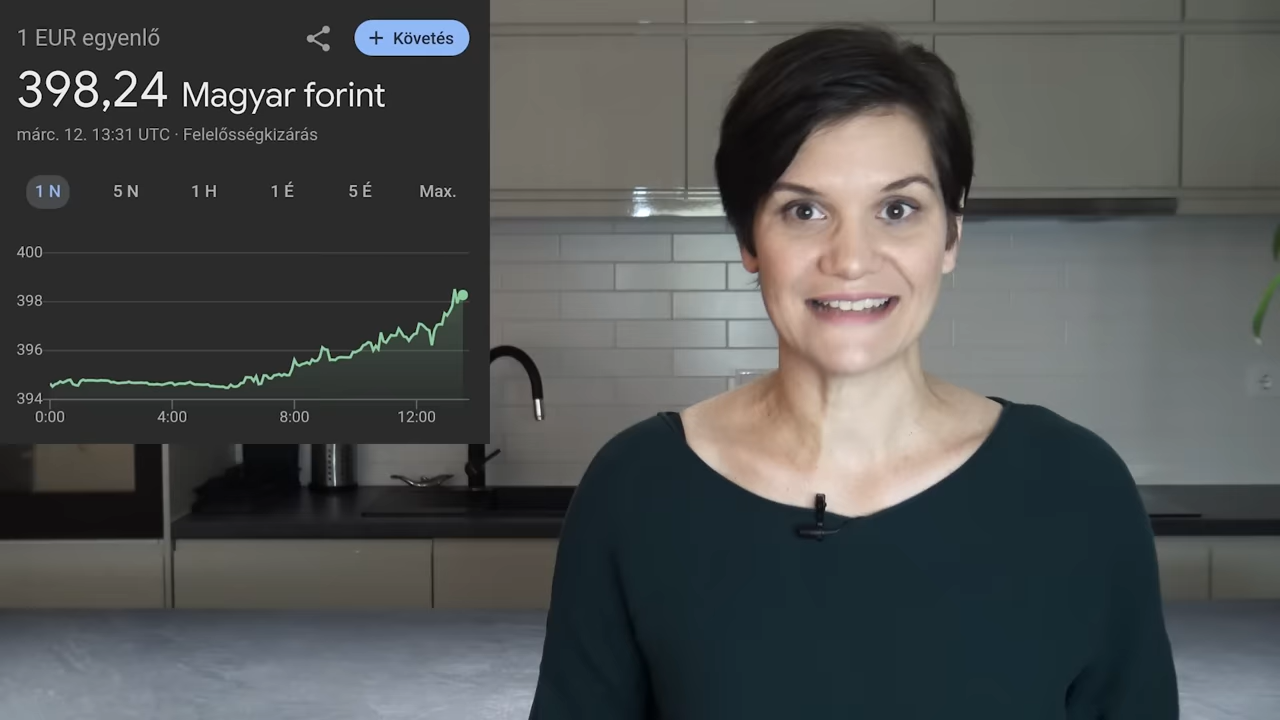 1 EUR egyenlő
+ Követés
398,24 Magyar forint
márc. 12. 13:31 UTC · Felelősségkizárás
1 N 5 N 1 H 1 É 5 É Max.
400
398
396
394
0:00 4:00 8:00 12:00